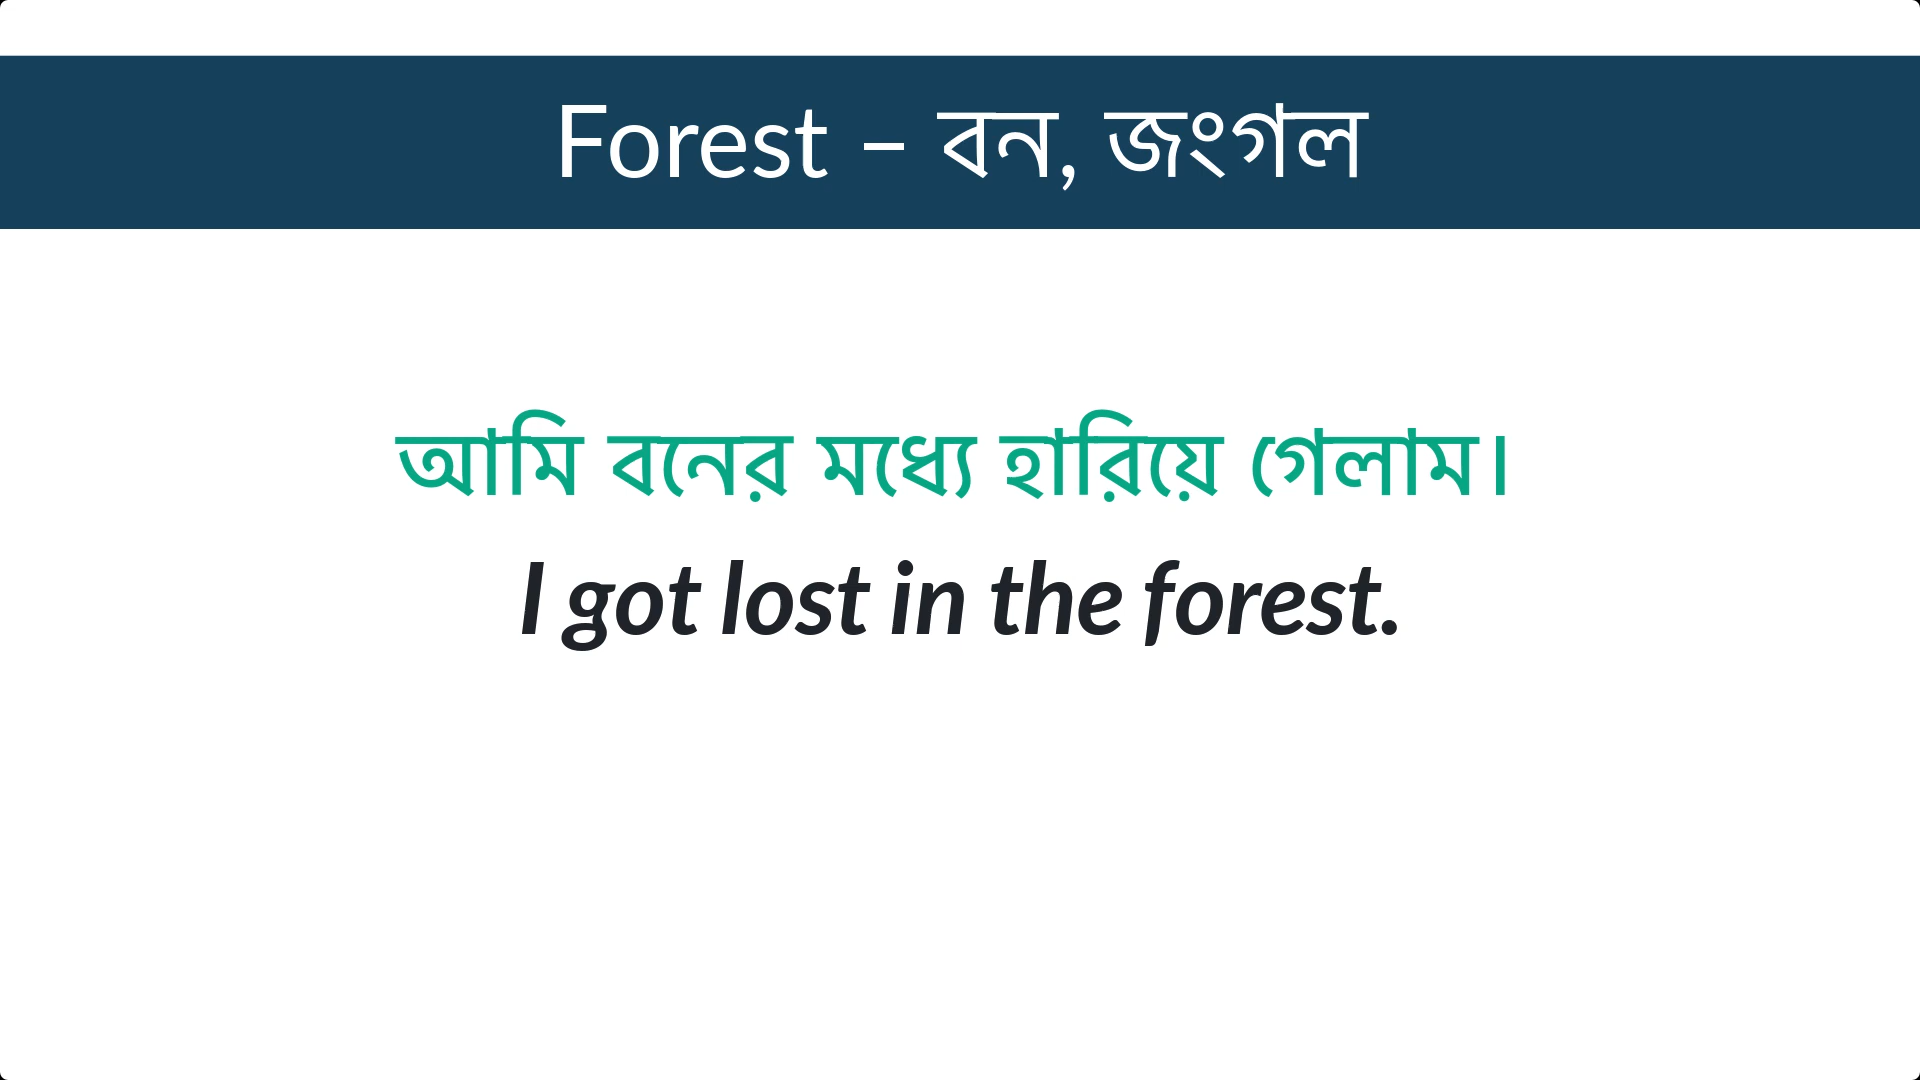 Forest – বন, জংগল
আমি বনের মধ্যে হারিয়ে গেলাম।
I got lost in the forest.